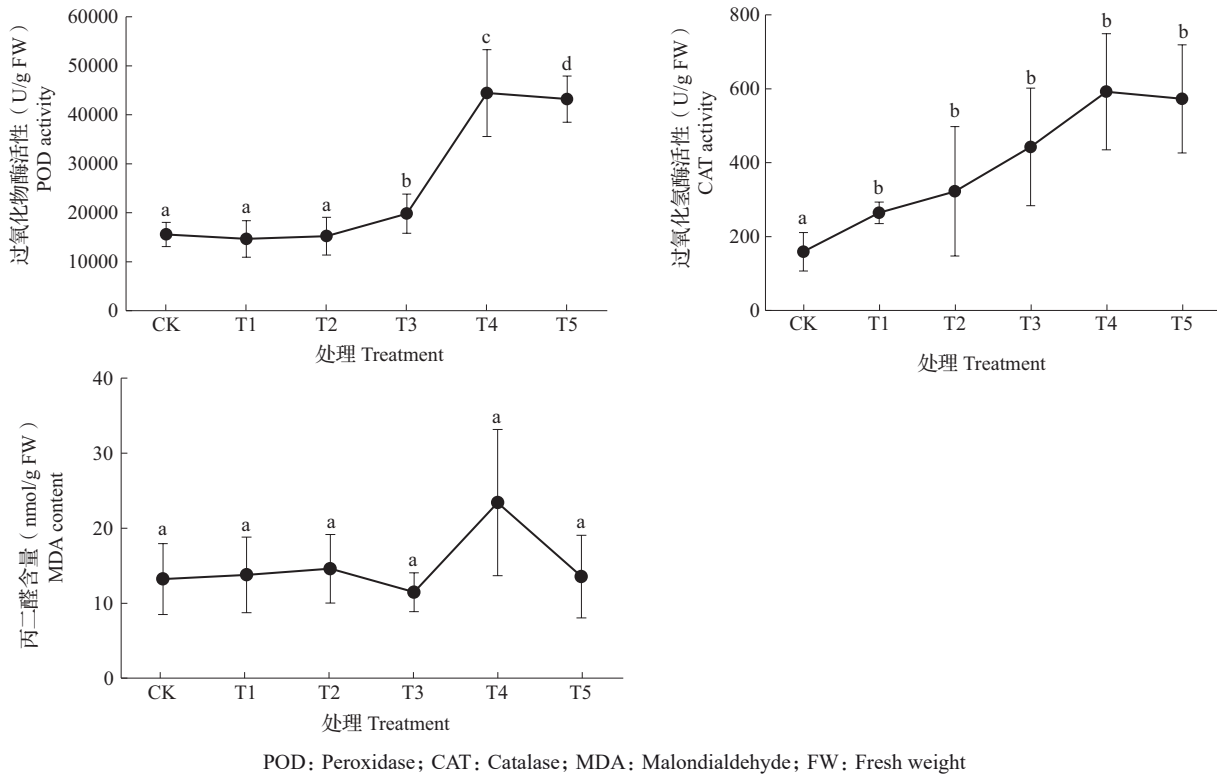 过氧化物酶活性（U/g FW）
POD activity
60000
50000
40000
30000
20000
10000
0
a
a
a
b
c
d
CK
T1
T2
T3
T4
T5
处理 Treatment
过氧化氢酶活性（U/g FW）
CAT activity
800
600
400
200
0
a
b
b
b
b
b
CK
T1
T2
T3
T4
T5
处理 Treatment
丙二醛含量（nmol/g FW）
MDA content
40
30
20
10
0
a
a
a
a
a
a
CK
T1
T2
T3
T4
T5
处理 Treatment
POD：Peroxidase；CAT：Catalase；MDA：Malondialdehyde；FW：Fresh weight